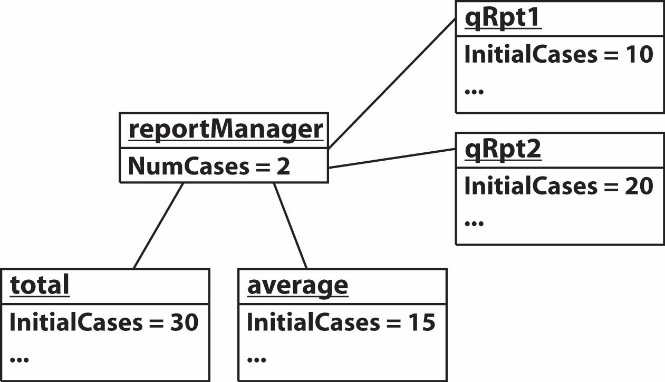 qRpt1
InitialCases = 10
...
reportManager
NumCases = 2
qRpt2
InitialCases = 20
...
total
InitialCases = 30
...
average
InitialCases = 15
...